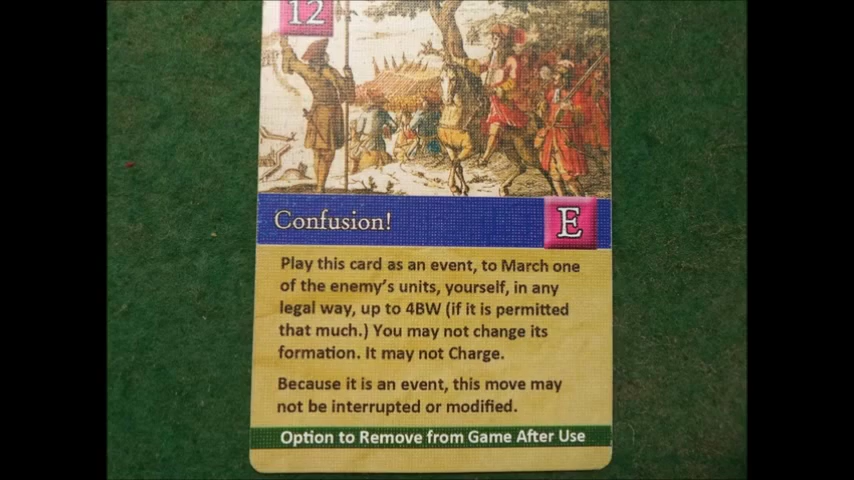 12
Confusion!
E
Play this card as an event, to March one
of the enemy's units, yourself, in any
legal way, up to 4BW (if it is permitted
that much.) You may not change its
formation. It may not Charge.
Because it is an event, this move may
not be interrupted or modified.
Option to Remove from Game After Use